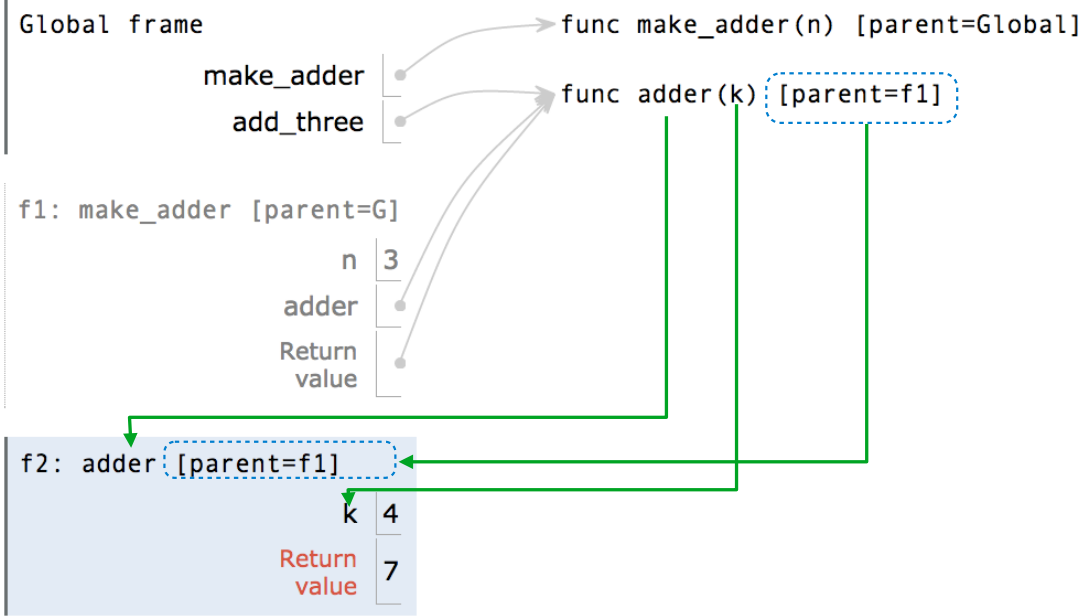 Global frame
func make_adder(n) [parent=Global]
make_adder
func adder(k) [parent=f1]
add_three
f1: make_adder [parent=G]
n 3
adder
Return
value
f2: adder [parent=f1]
k 4
Return
value 7